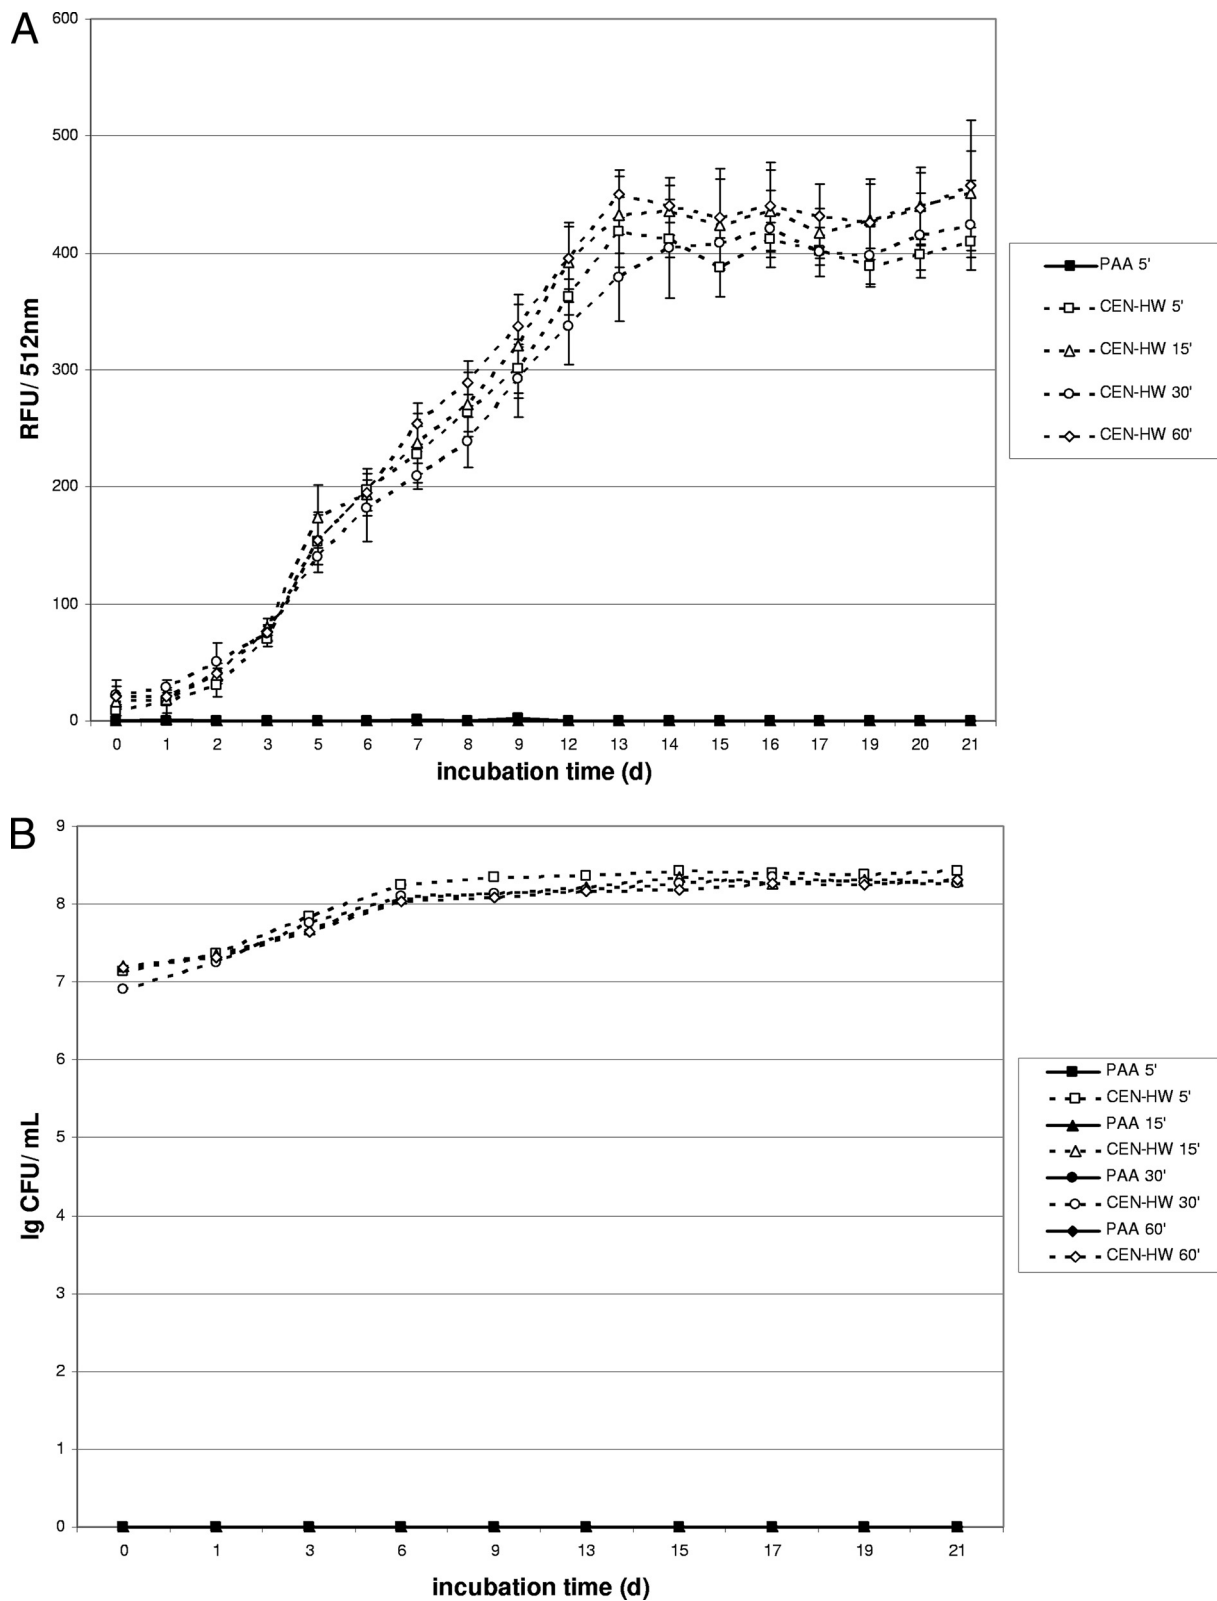 A
600
500
400
300
200
100
0
RFU/ 512nm
0 1 2 3 5 6 7 8 9 12 13 14 15 16 17 19 20 21
incubation time (d)
PAA 5'
CEN-HW 5'
CEN-HW 15'
CEN-HW 30'
CEN-HW 60'
B
9
8
7
6
5
4
3
2
1
0
lg CFU/ mL
0 1 3 6 9 13 15 17 19 21
incubation time (d)
PAA 5'
CEN-HW 5'
PAA 15'
CEN-HW 15'
PAA 30'
CEN-HW 30'
PAA 60'
CEN-HW 60'